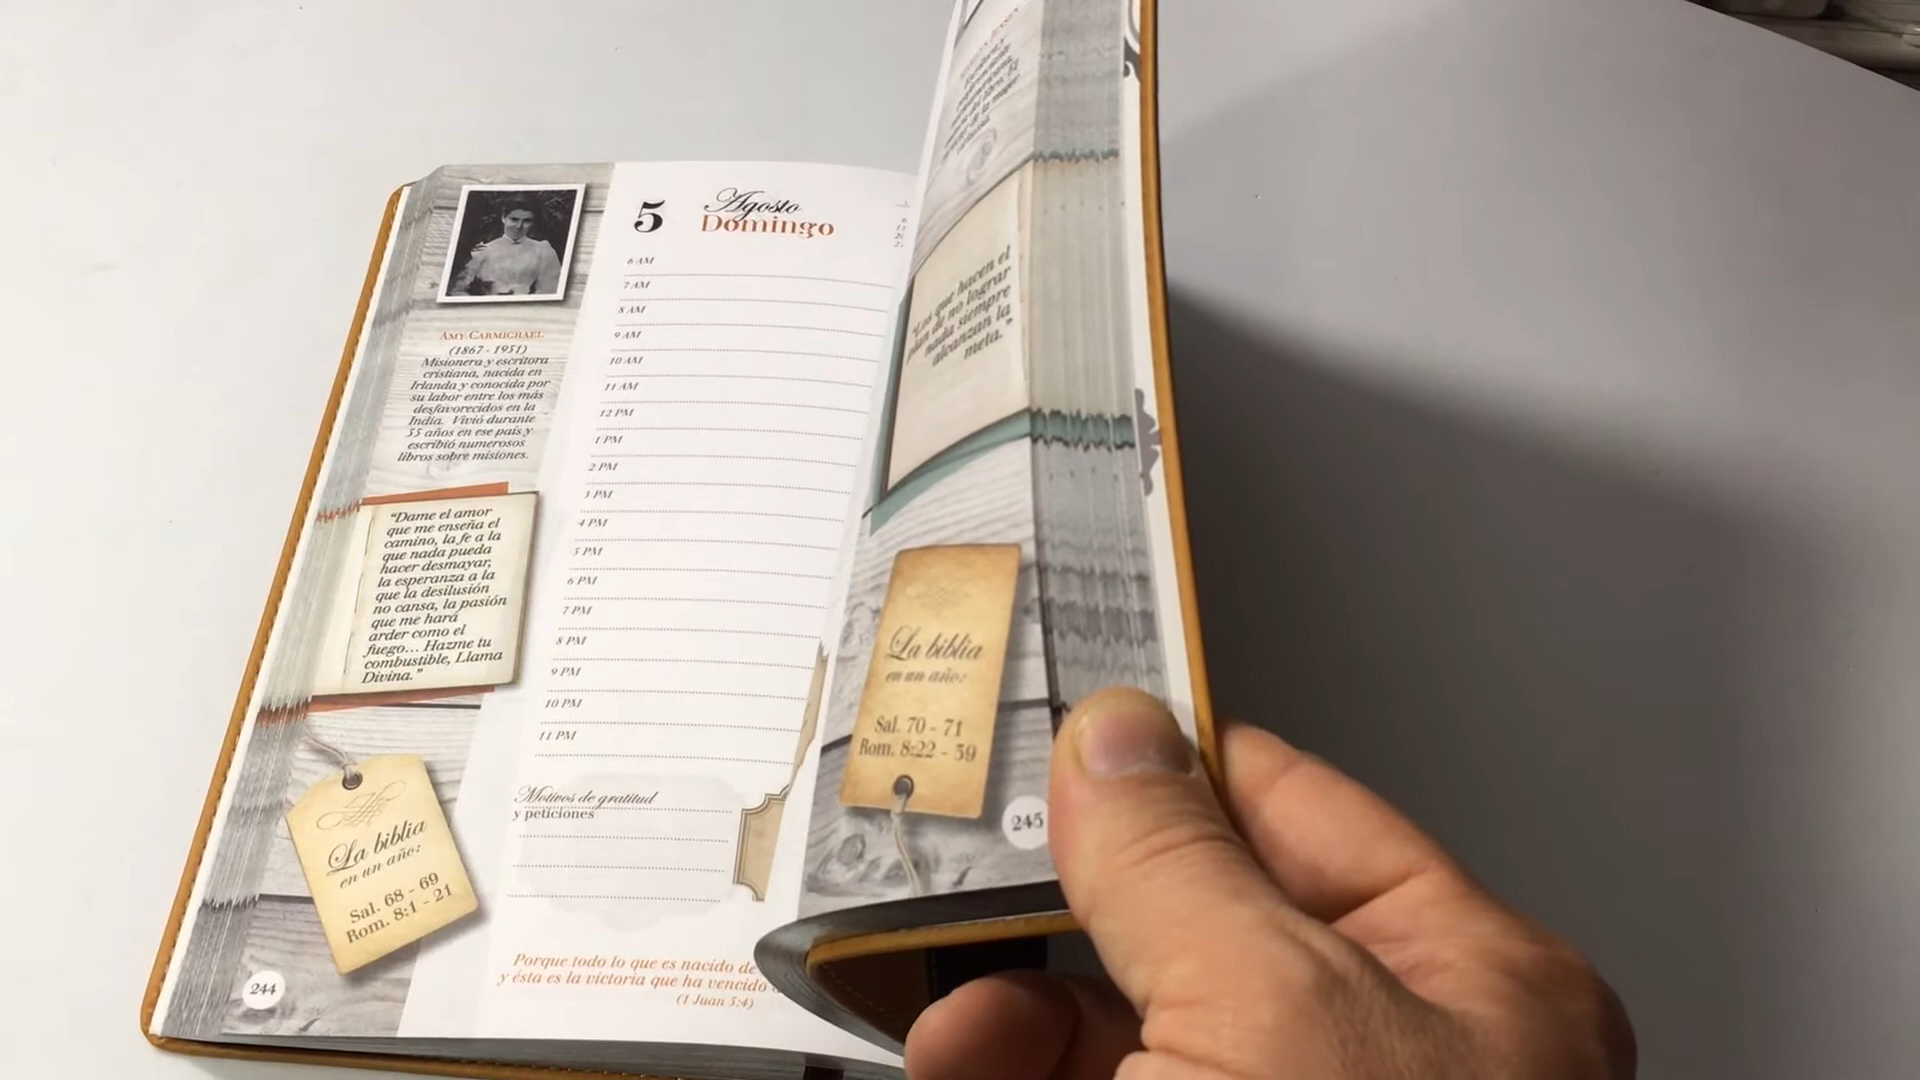 AMY CARMICHAEL
(1867 - 1951)
Misionera y escritora
cristiana, nacida en
Irlanda y conocida por
su labor entre los más
desfavorecidos en la
India. Vivió durante
55 años en ese país y
escribió numerosos
libros sobre misiones.
“Dame el amor
que me enseña el
camino, la fe a la
que nada pueda
hacer desmayar,
la esperanza a la
que la desilusión
no cansa, la pasión
que me hará
arder como el
fuego... Hazme tu
combustible, Llama
Divina.”
La biblia
en un año:
Sal. 68 - 69
Rom. 8:1 - 21
244
5
Agosto
Domingo
6 AM
7 AM
8 AM
9 AM
10 AM
11 AM
12 PM
1 PM
2 PM
3 PM
4 PM
5 PM
6 PM
7 PM
8 PM
9 PM
10 PM
11 PM
Motivos de gratitud
y peticiones
Porque todo lo que es nacido de
y ésta es la victoria que ha vencido
(1 Juan 5:4)
“Los que hacen el
plan de no lograr
nada siempre
alcanzan la
meta.”
La biblia
en un año:
Sal. 70 - 71
Rom. 8:22 - 39
245